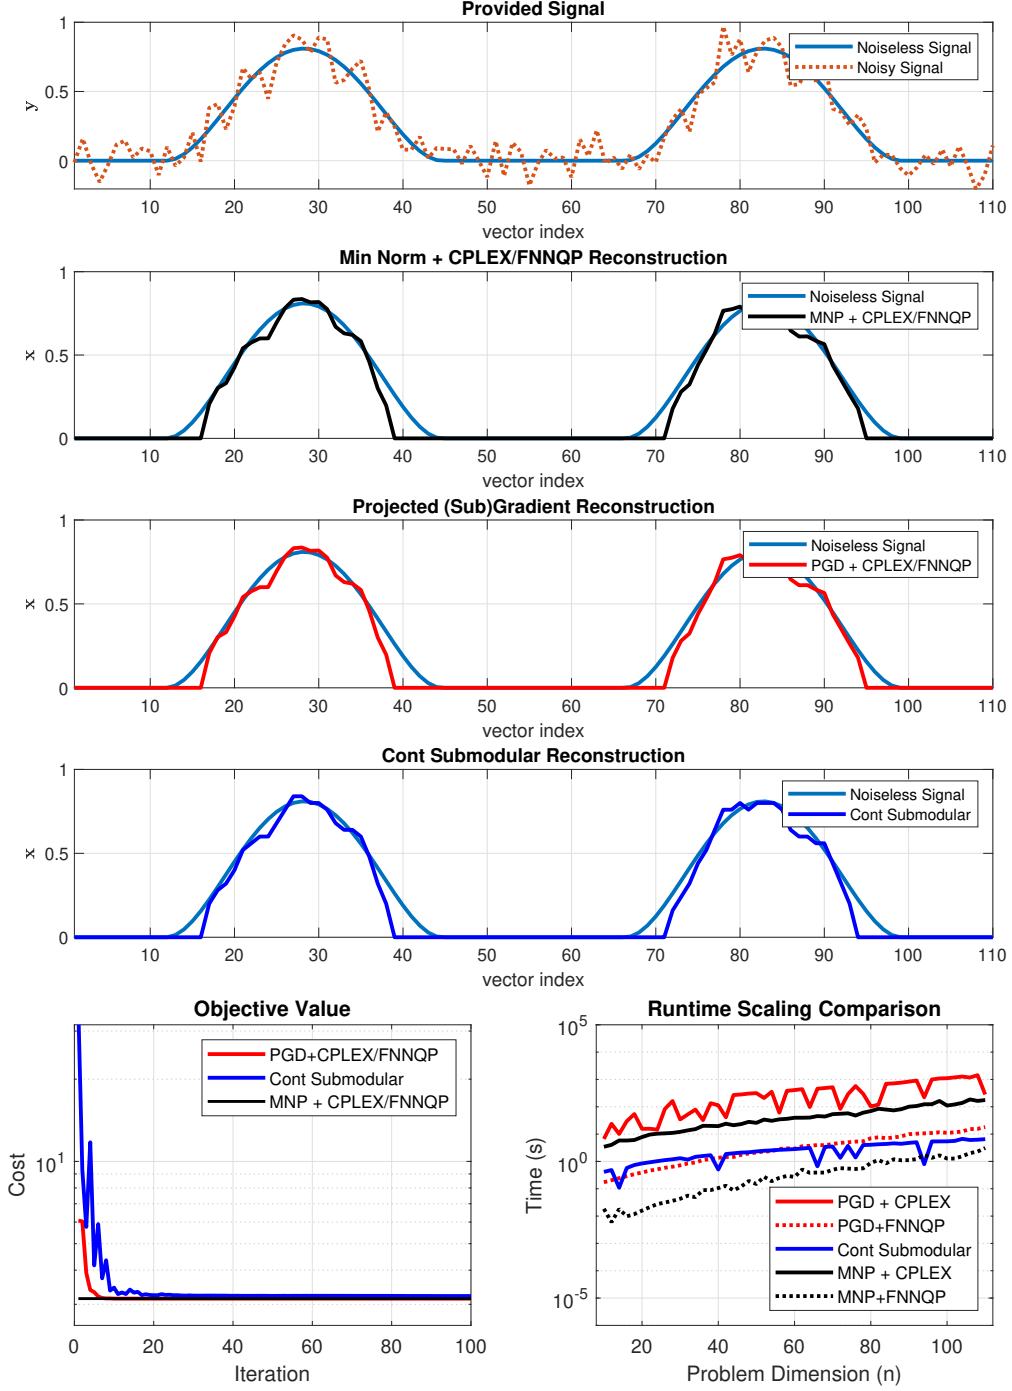 Provided Signal
1
0.5
0
y
Noiseless Signal
Noisy Signal
10 20 30 40 50 60 70 80 90 100 110
vector index
Min Norm + CPLEX/FNNQP Reconstruction
1
0.5
0
x
Noiseless Signal
MNP + CPLEX/FNNQP
10 20 30 40 50 60 70 80 90 100 110
vector index
Projected (Sub)Gradient Reconstruction
1
0.5
0
x
Noiseless Signal
PGD + CPLEX/FNNQP
10 20 30 40 50 60 70 80 90 100 110
vector index
Cont Submodular Reconstruction
1
0.5
0
x
Noiseless Signal
Cont Submodular
10 20 30 40 50 60 70 80 90 100 110
vector index
Objective Value
10^1
Cost
PGD+CPLEX/FNNQP
Cont Submodular
MNP + CPLEX/FNNQP
0 20 40 60 80 100
Iteration
Runtime Scaling Comparison
10^5
10^0
10^-5
Time (s)
PGD + CPLEX
PGD+FNNQP
Cont Submodular
MNP + CPLEX
MNP+FNNQP
20 40 60 80 100
Problem Dimension (n)